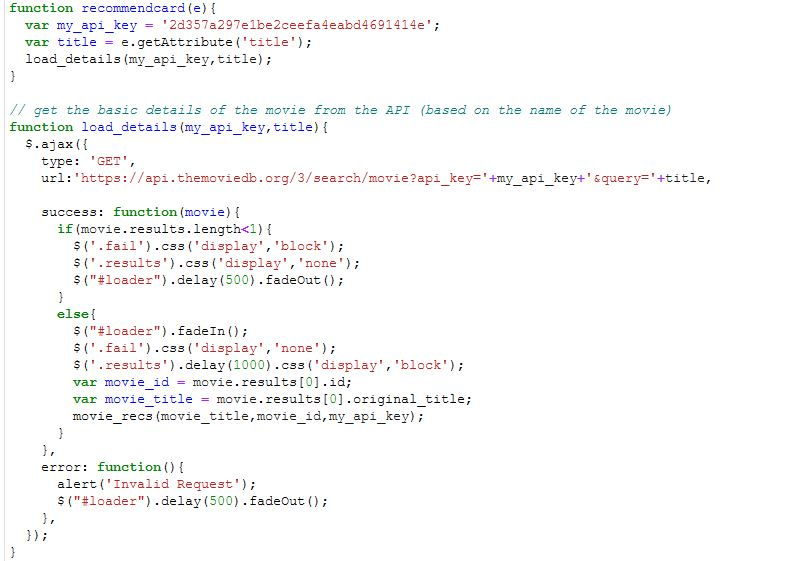 function recommendcard(e){
  var my_api_key = '2d357a297e1be2ceefa4eabd4691414e';
  var title = e.getAttribute('title');
  load_details(my_api_key,title);
}

// get the basic details of the movie from the API (based on the name of the movie)
function load_details(my_api_key,title){
  $.ajax({
    type: 'GET',
    url:'https://api.themoviedb.org/3/search/movie?api_key='+my_api_key+'&query='+title,

    success: function(movie){
      if(movie.results.length<1){
        $('.fail').css('display','block');
        $('.results').css('display','none');
        $("#loader").delay(500).fadeOut();
      }
      else{
        $("#loader").fadeIn();
        $('.fail').css('display','none');
        $('.results').delay(1000).css('display','block');
        var movie_id = movie.results[0].id;
        var movie_title = movie.results[0].original_title;
        movie_recs(movie_title,movie_id,my_api_key);
      }
    },
    error: function(){
      alert('Invalid Request');
      $("#loader").delay(500).fadeOut();
    },
  });
}